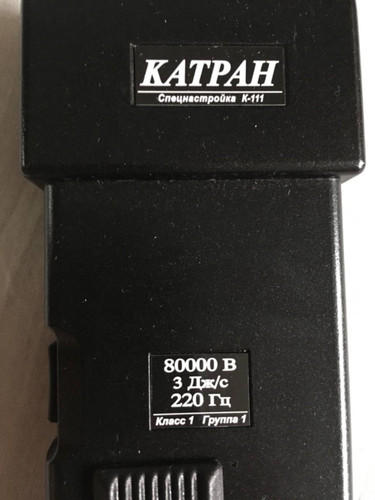 КАТРАН
Спецнастройка К-111
80000 В
3 Дж/с
220 Гц
Класс 1 Группа 1